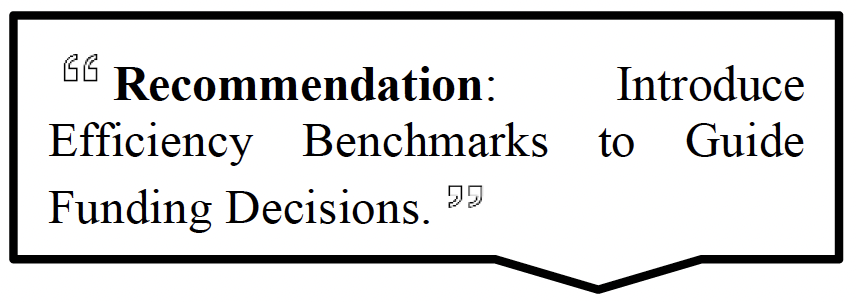 “ Recommendation: Introduce
Efficiency Benchmarks to Guide
Funding Decisions. ”